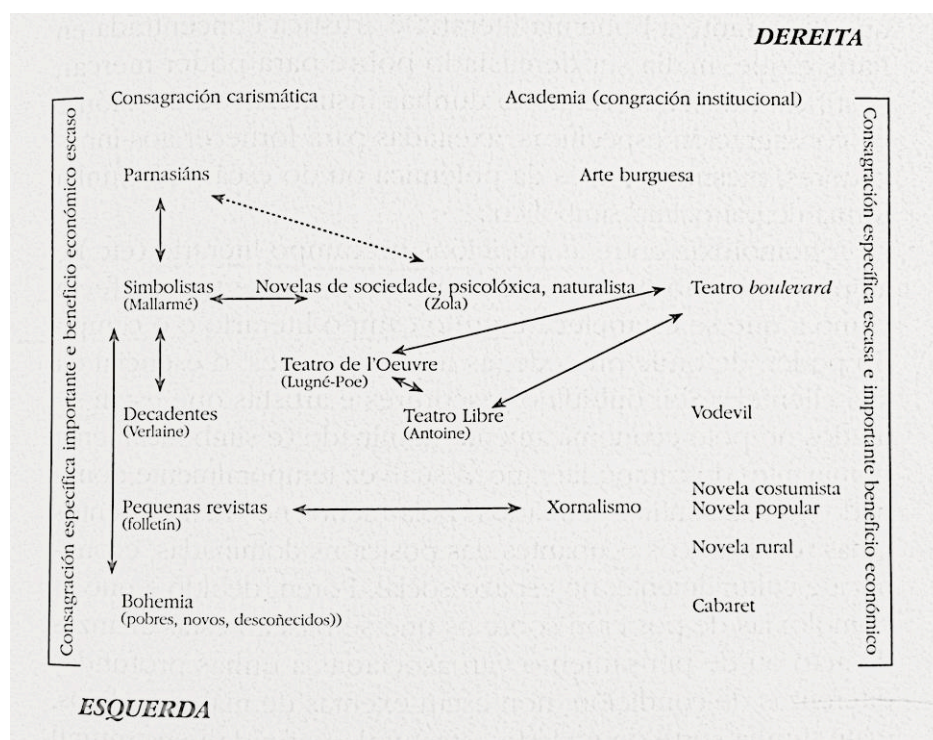 DEREITA
Consagración carismática
Academia (congración institucional)
Consagración específica importante e beneficio económico escaso
Consagración específica escasa e importante beneficio económico
Parnasiáns
Arte burguesa
Simbolistas
(Mallarmé)
Novelas de sociedade, psicolóxica, naturalista
(Zola)
Teatro boulevard
Teatro de l'Oeuvre
(Lugné-Poe)
Decadentes
(Verlaine)
Teatro Libre
(Antoine)
Vodevil
Pequenas revistas
(folletín)
Xornalismo
Novela costumista
Novela popular
Novela rural
Bohemia
(pobres, novos, descoñecidos))
Cabaret
ESQUERDA